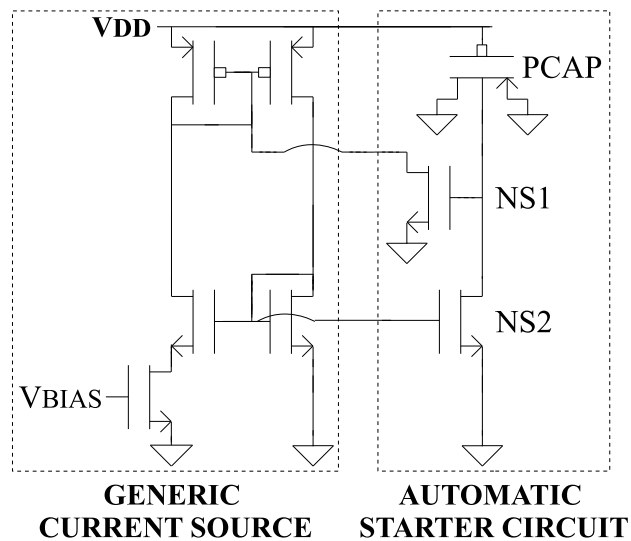 VDD
PCAP
NS1
NS2
VBIAS
GENERIC
CURRENT SOURCE
AUTOMATIC
STARTER CIRCUIT